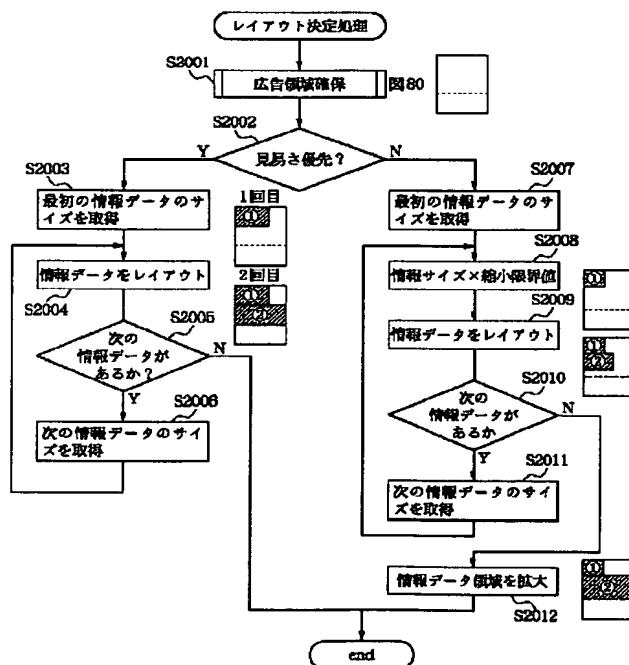 レイアウト決定処理
S2001
広告領域確保
図80
S2002
見易さ優先?
Y
N
S2003
最初の情報データのサ
イズを取得
1回目
①
情報データをレイアウト
S2004
2回目
①
②
S2005
次の
情報データが
あるか?
N
Y
S2006
次の情報データのサイ
ズを取得
S2007
最初の情報データのサ
イズを取得
S2008
情報サイズ×縮小限界値
①
S2009
情報データをレイアウト
①
②
S2010
次の
情報データが
あるか
N
Y
S2011
次の情報データのサイ
ズを取得
情報データ領域を拡大
S2012
①
②
end